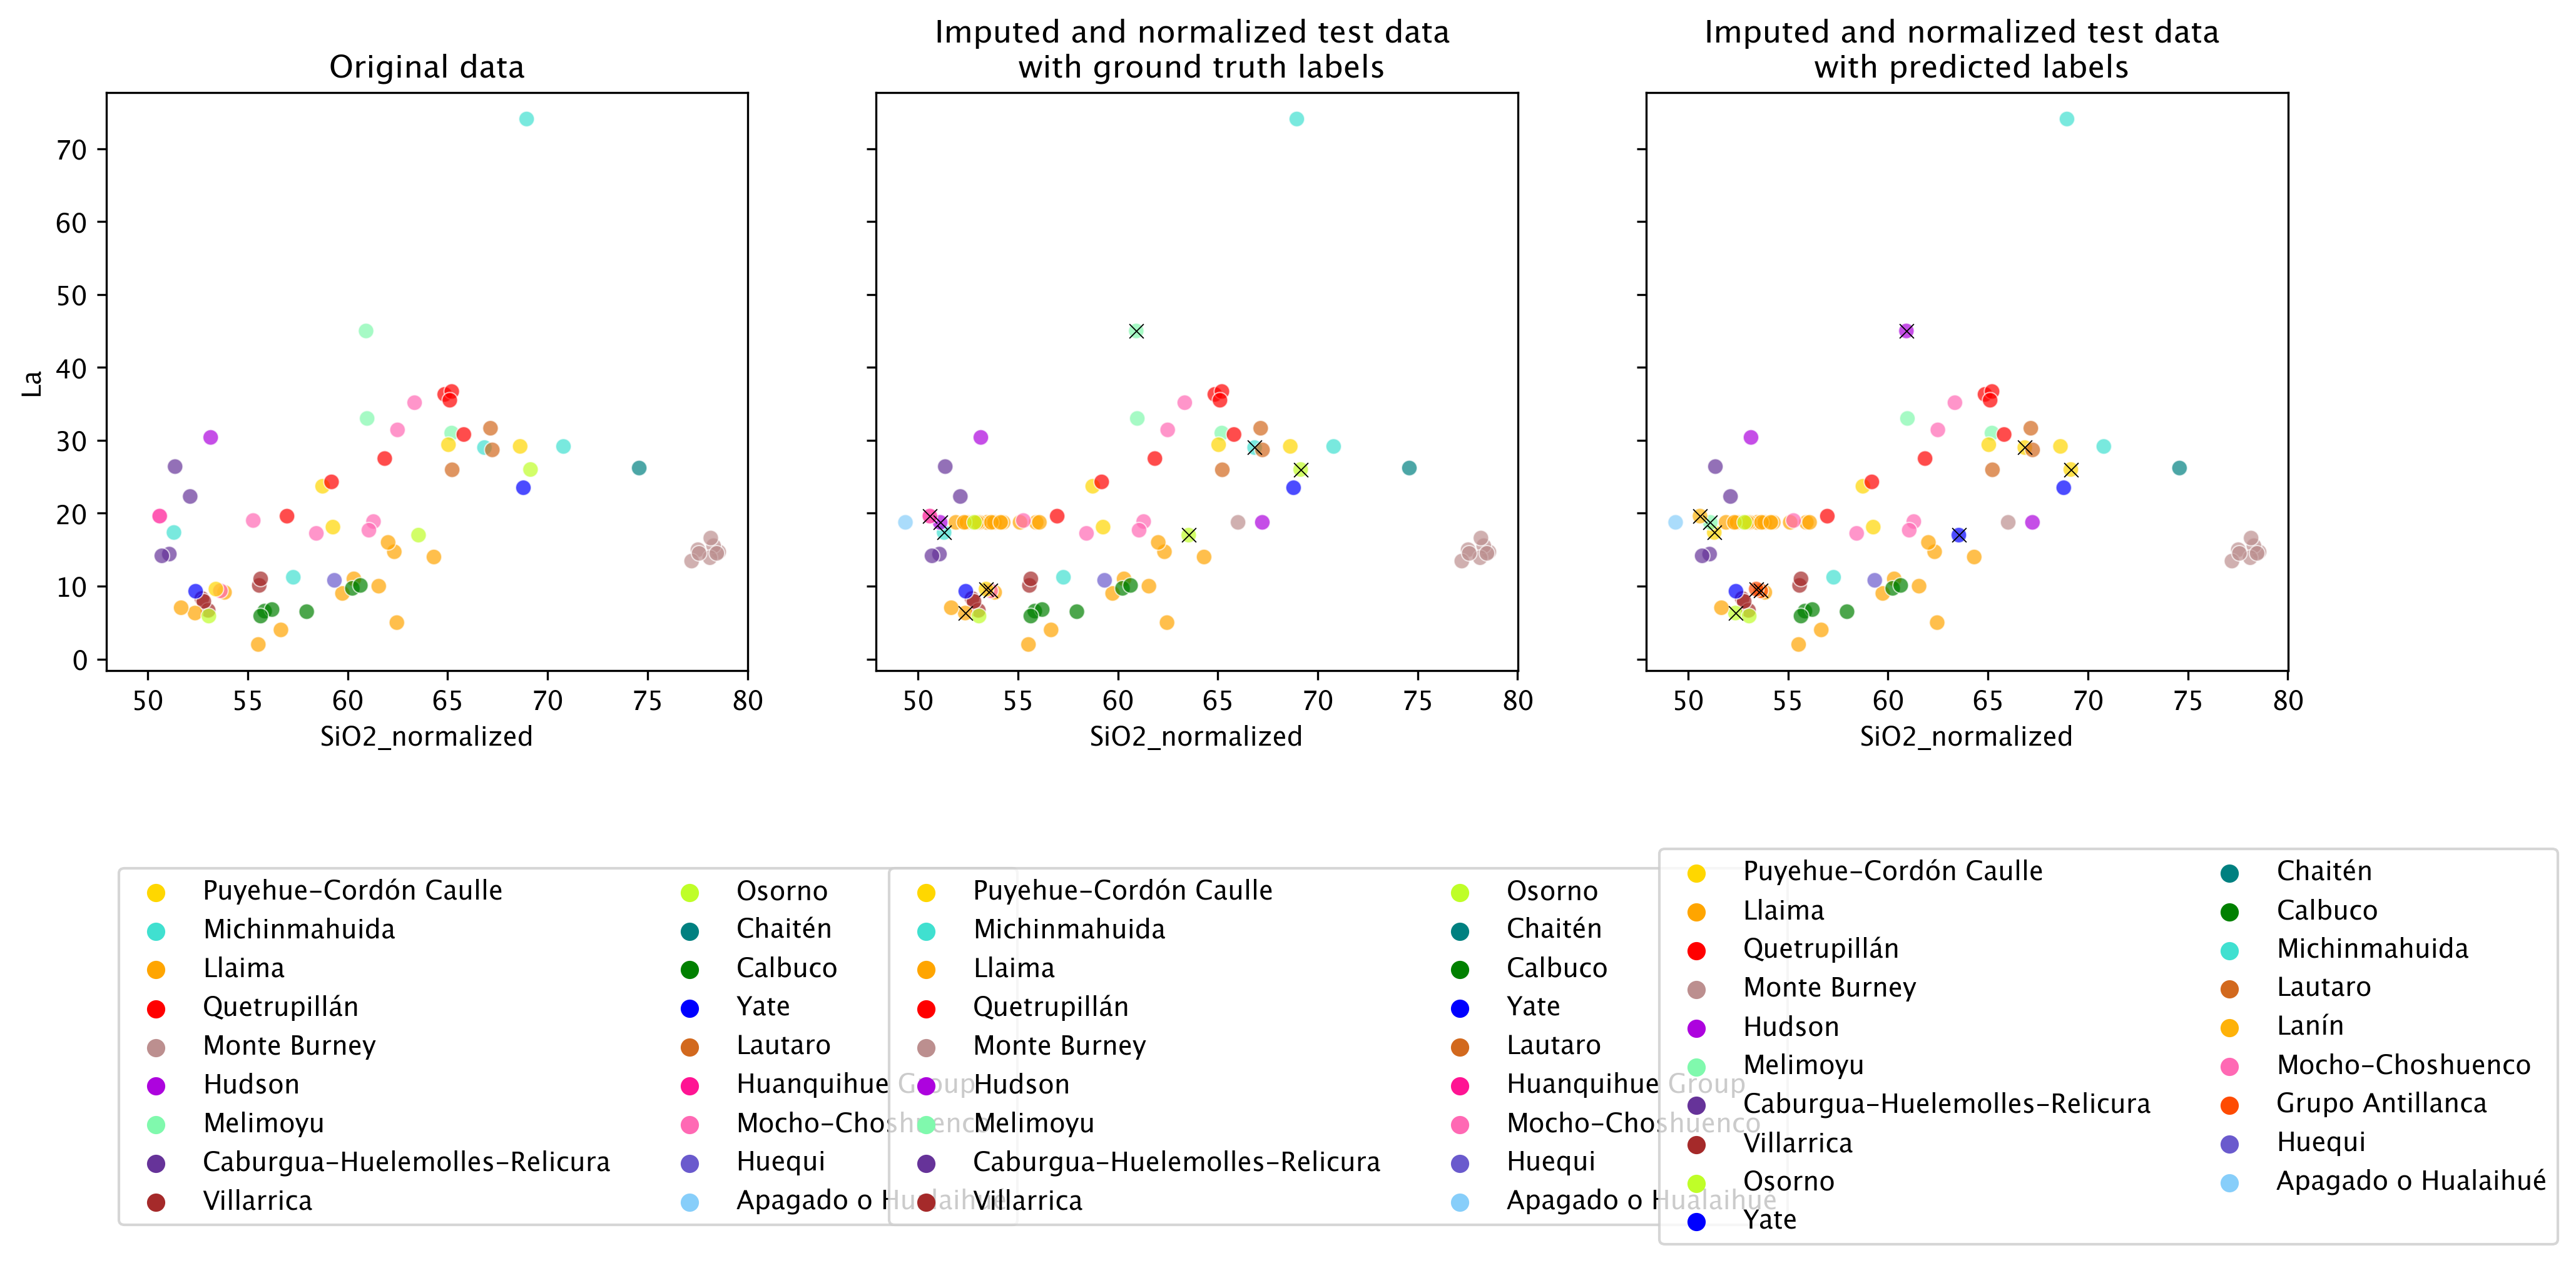 Original data
Imputed and normalized test data
with ground truth labels
Imputed and normalized test data
with predicted labels
La
70
60
50
40
30
20
10
0
50 55 60 65 70 75 80
SiO2_normalized
50 55 60 65 70 75 80
SiO2_normalized
50 55 60 65 70 75 80
SiO2_normalized
Puyehue-Cordón Caulle
Michinmahuida
Llaima
Quetrupillán
Monte Burney
Hudson
Melimoyu
Caburgua-Huelemolles-Relicura
Villarrica
Osorno
Chaitén
Calbuco
Yate
Lautaro
Huanquihue Group
Mocho-Choshuenco
Huequi
Apagado o Hualaihué
Puyehue-Cordón Caulle
Michinmahuida
Llaima
Quetrupillán
Monte Burney
Hudson
Melimoyu
Caburgua-Huelemolles-Relicura
Villarrica
Osorno
Chaitén
Calbuco
Yate
Lautaro
Huanquihue Group
Mocho-Choshuenco
Huequi
Apagado o Hualaihué
Puyehue-Cordón Caulle
Llaima
Quetrupillán
Monte Burney
Hudson
Melimoyu
Caburgua-Huelemolles-Relicura
Villarrica
Osorno
Yate
Chaitén
Calbuco
Michinmahuida
Lautaro
Lanín
Mocho-Choshuenco
Grupo Antillanca
Huequi
Apagado o Hualaihué